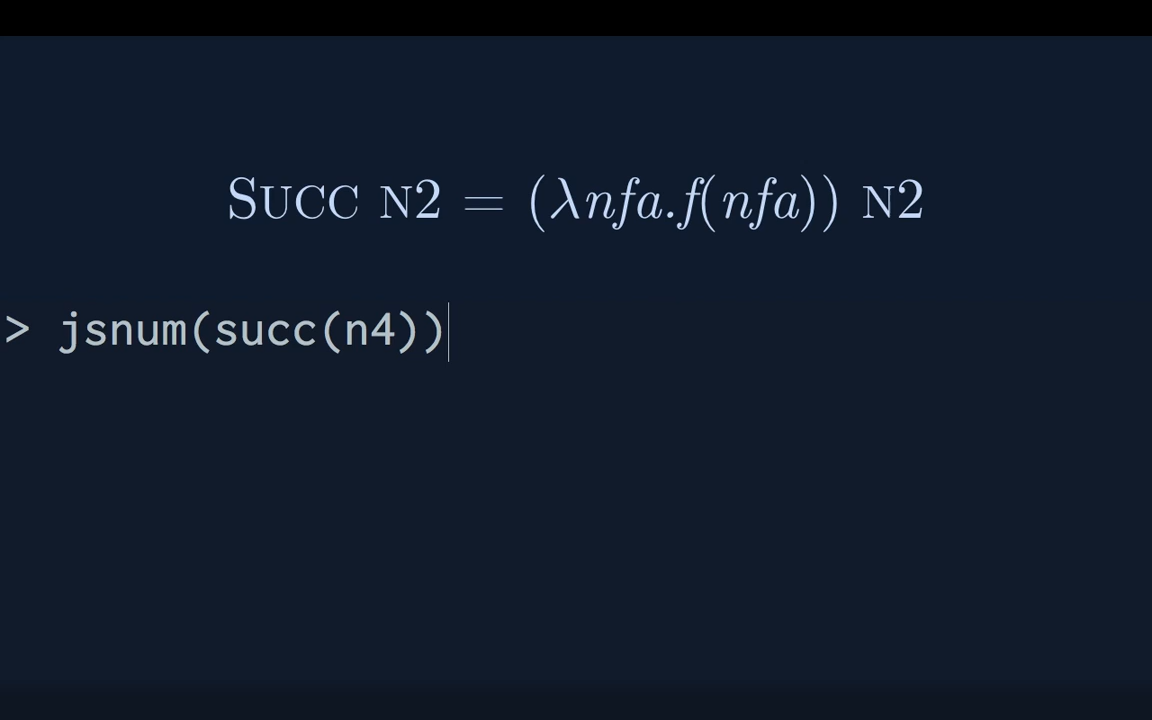 SUCC N2 = (λnfa.f(nfa)) N2
> jsnum(succ(n4))